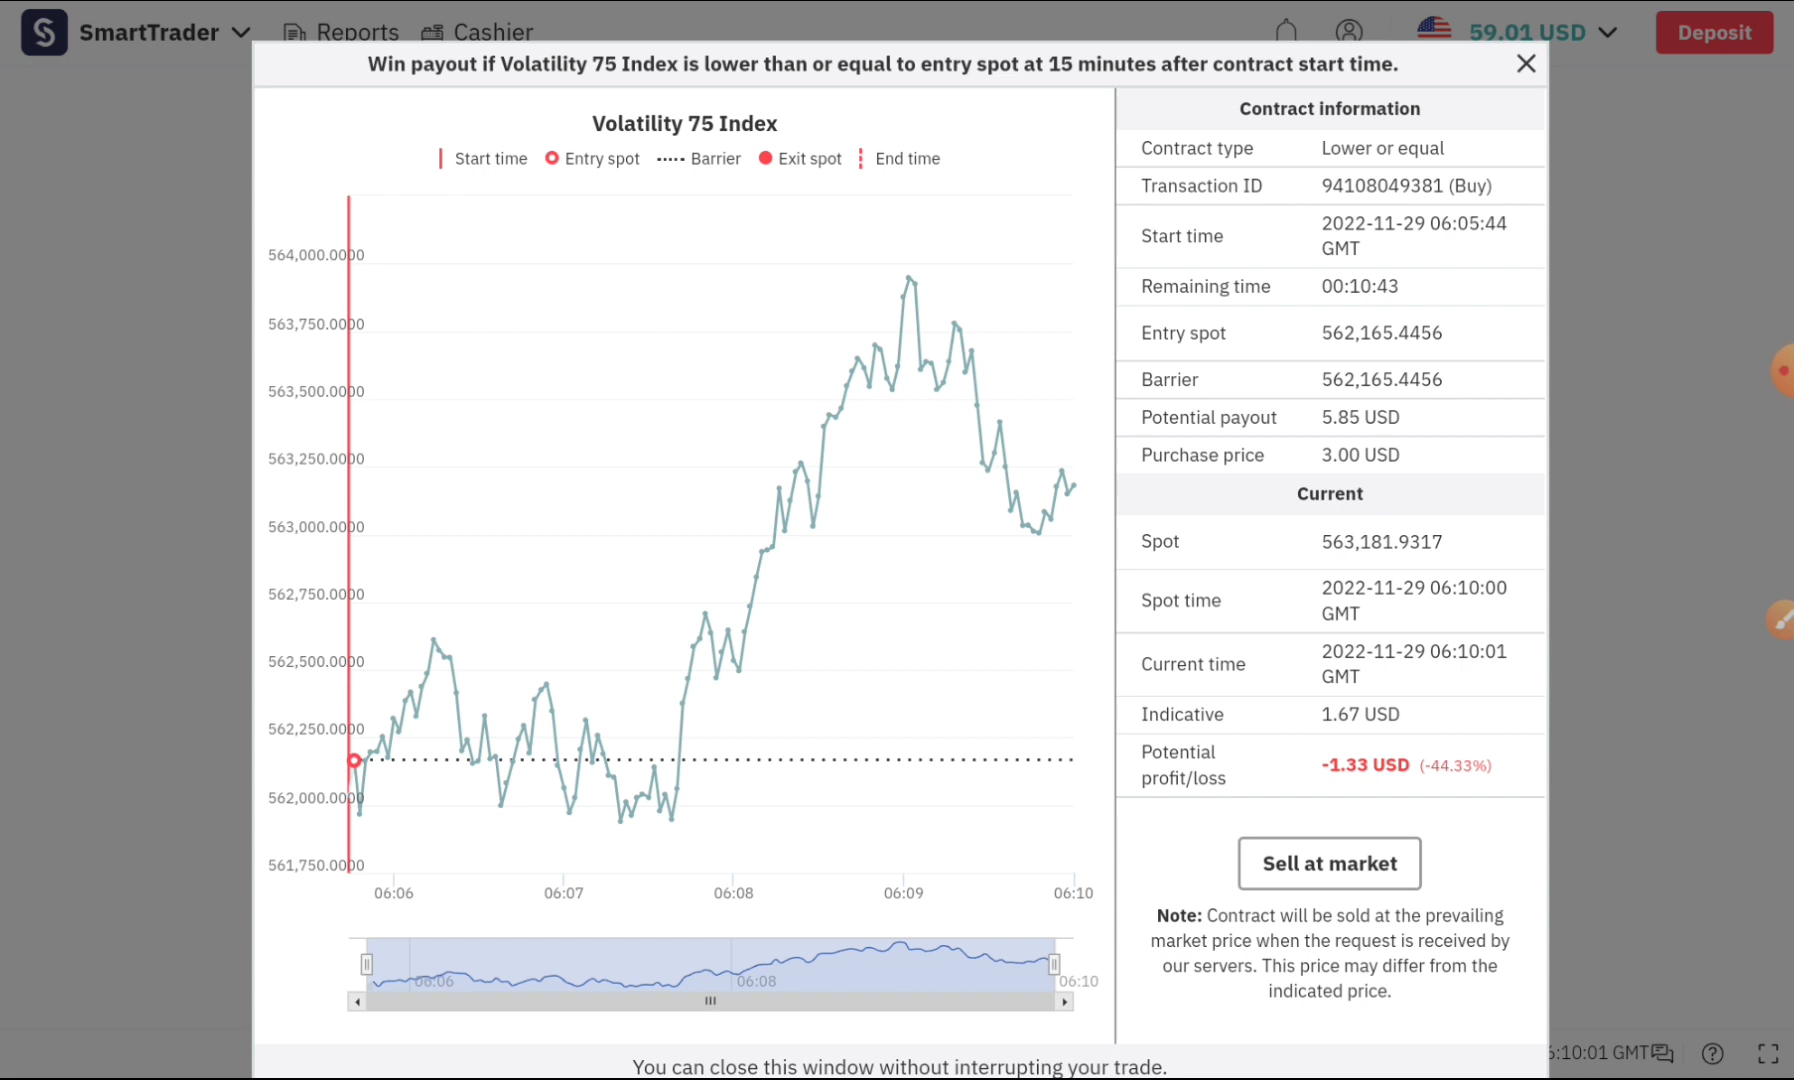 SmartTrader
Reports
Cashier
59.01 USD
Deposit
Win payout if Volatility 75 Index is lower than or equal to entry spot at 15 minutes after contract start time.
Volatility 75 Index
Start time
Entry spot
Barrier
Exit spot
End time
564,000.0000
563,750.0000
563,500.0000
563,250.0000
563,000.0000
562,750.0000
562,500.0000
562,250.0000
562,000.0000
561,750.0000
06:06
06:07
06:08
06:09
06:10
06:06
06:08
06:10
Contract information
Contract type Lower or equal
Transaction ID 94108049381 (Buy)
Start time 2022-11-29 06:05:44
GMT
Remaining time 00:10:43
Entry spot 562,165.4456
Barrier 562,165.4456
Potential payout 5.85 USD
Purchase price 3.00 USD
Current
Spot 563,181.9317
Spot time 2022-11-29 06:10:00
GMT
Current time 2022-11-29 06:10:01
GMT
Indicative 1.67 USD
Potential
profit/loss -1.33 USD (-44.33%)
Sell at market
Note: Contract will be sold at the prevailing
market price when the request is received by
our servers. This price may differ from the
indicated price.
You can close this window without interrupting your trade.
6:10:01 GMT